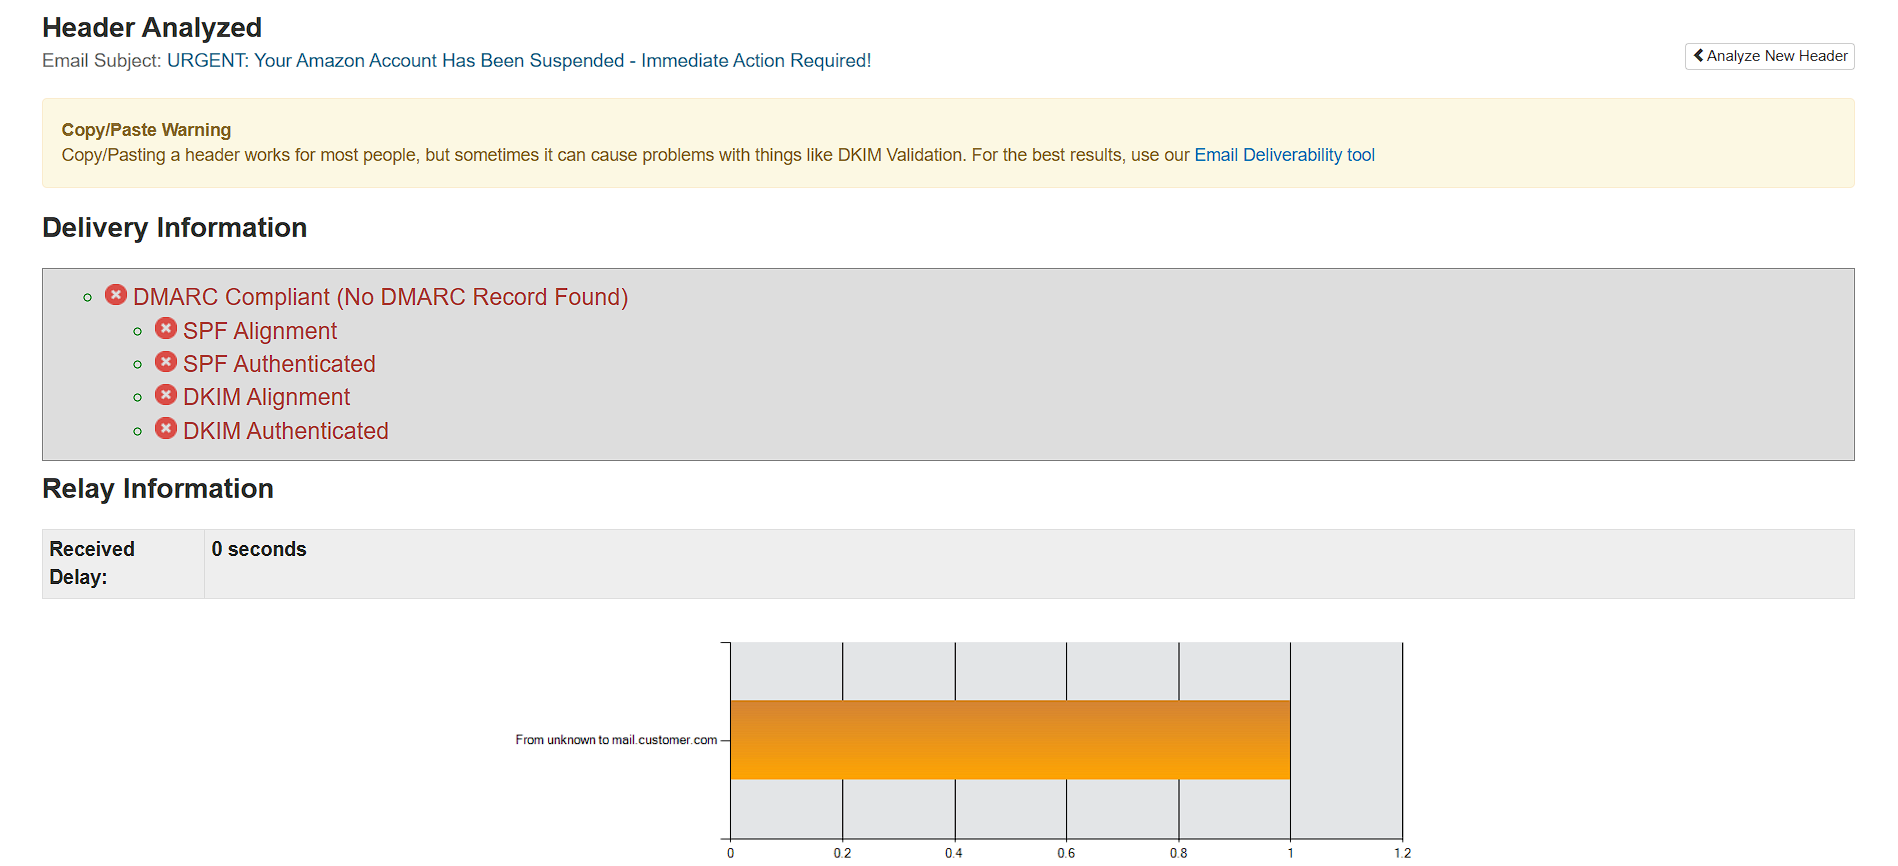 Header Analyzed
Email Subject: URGENT: Your Amazon Account Has Been Suspended - Immediate Action Required!
Analyze New Header
Copy/Paste Warning
Copy/Pasting a header works for most people, but sometimes it can cause problems with things like DKIM Validation. For the best results, use our Email Deliverability tool
Delivery Information
DMARC Compliant (No DMARC Record Found)
SPF Alignment
SPF Authenticated
DKIM Alignment
DKIM Authenticated
Relay Information
Received Delay:
0 seconds
From unknown to mail.customer.com
0 0.2 0.4 0.6 0.8 1 1.2